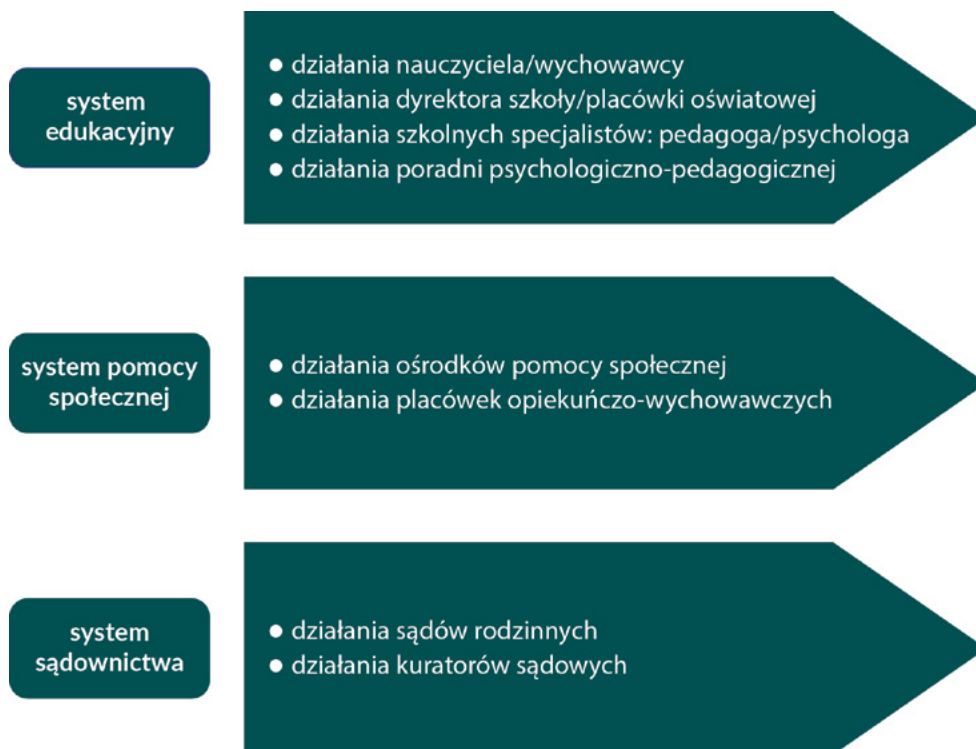 system
edukacyjny
● działania nauczyciela/wychowawcy
● działania dyrektora szkoły/placówki oświatowej
● działania szkolnych specjalistów: pedagoga/psychologa
● działania poradni psychologiczno-pedagogicznej
system pomocy
społecznej
● działania ośrodków pomocy społecznej
● działania placówek opiekuńczo-wychowawczych
system
sądownictwa
● działania sądów rodzinnych
● działania kuratorów sądowych